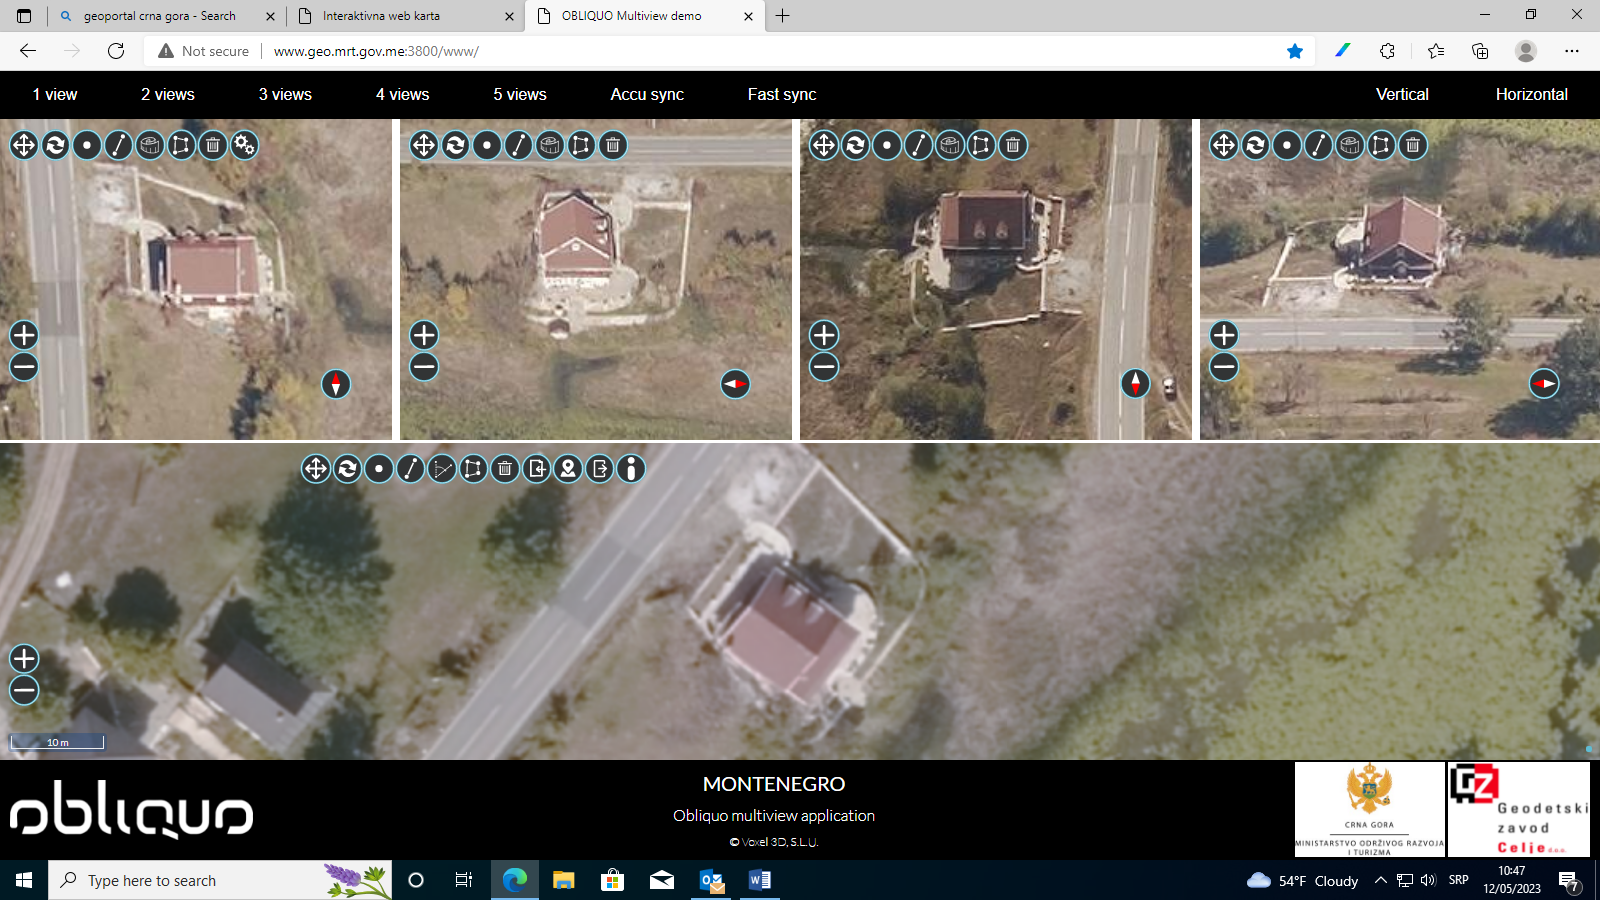 geoportal crna gora - Search
Interaktivna web karta
OBLIQUO Multiview demo
Not secure
www.geo.mrt.gov.me:3800/www/
1 view
2 views
3 views
4 views
5 views
Accu sync
Fast sync
Vertical
Horizontal
10 m
obliquo
MONTENEGRO
Obliquo multiview application
© Voxel 3D, S.L.U.
CRNA GORA
MINISTARSTVO ODRŽIVOG RAZVOJA
I TURIZMA
GZ
Geodetski
zavod
Celje d.o.o.
Type here to search
54°F Cloudy
SRP
10:47
12/05/2023
7